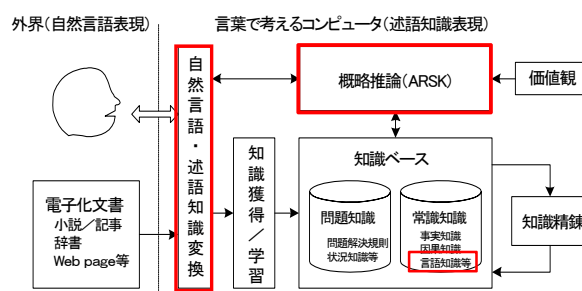 外界(自然言語表現)
言葉で考えるコンピュータ(述語知識表現)
自然言語・述語知識変換
概略推論(ARSK)
価値観
電子化文書
小説/記事
辞書
Web page等
知識獲得/学習
知識ベース
問題知識
問題解決規則
状況知識等
常識知識
事実知識
因果知識
言語知識等
知識精錬